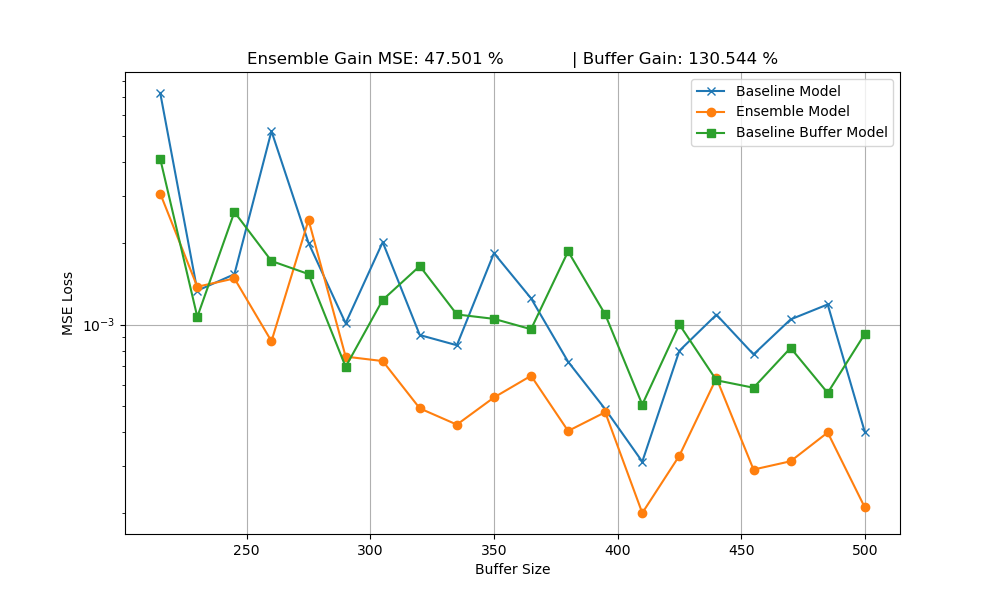 Ensemble Gain MSE: 47.501 % | Buffer Gain: 130.544 %
Baseline Model
Ensemble Model
Baseline Buffer Model
MSE Loss
10⁻³
250 300 350 400 450 500
Buffer Size